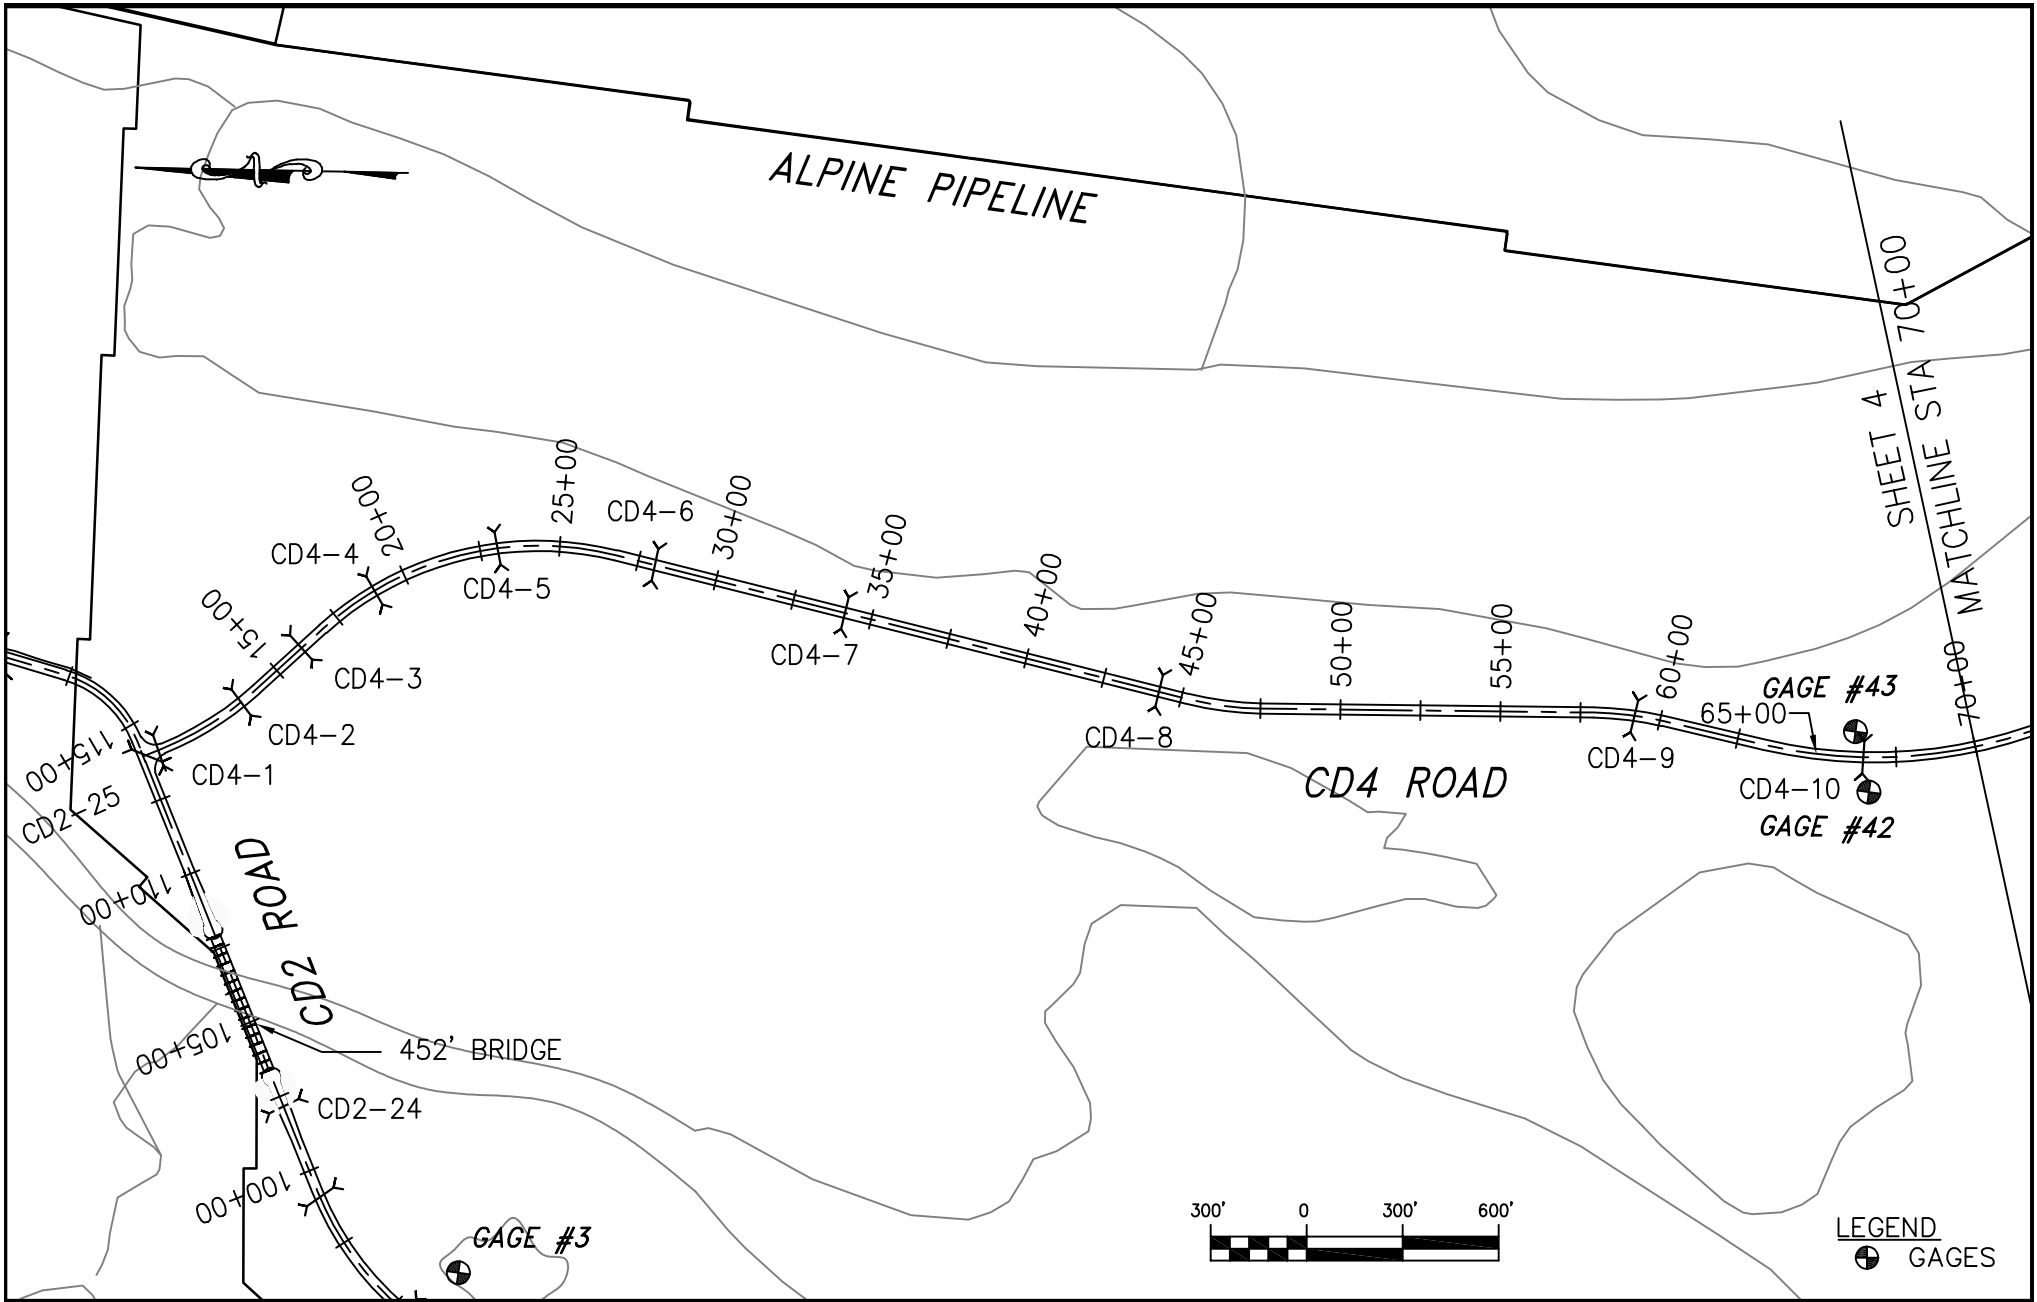 ALPINE PIPELINE
SHEET 4
MATCHLINE STA 70+00
CD4-1
CD4-2
CD4-3
CD4-4
CD4-5
CD4-6
CD4-7
CD4-8
CD4-9
CD4-10
15+00
20+00
25+00
30+00
35+00
40+00
45+00
50+00
55+00
60+00
65+00
70+00
GAGE #43
GAGE #42
CD4 ROAD
115+00
CD2-25
110+00
CD2 ROAD
105+00
452' BRIDGE
CD2-24
100+00
GAGE #3
300' 0 300' 600'
LEGEND
GAGES